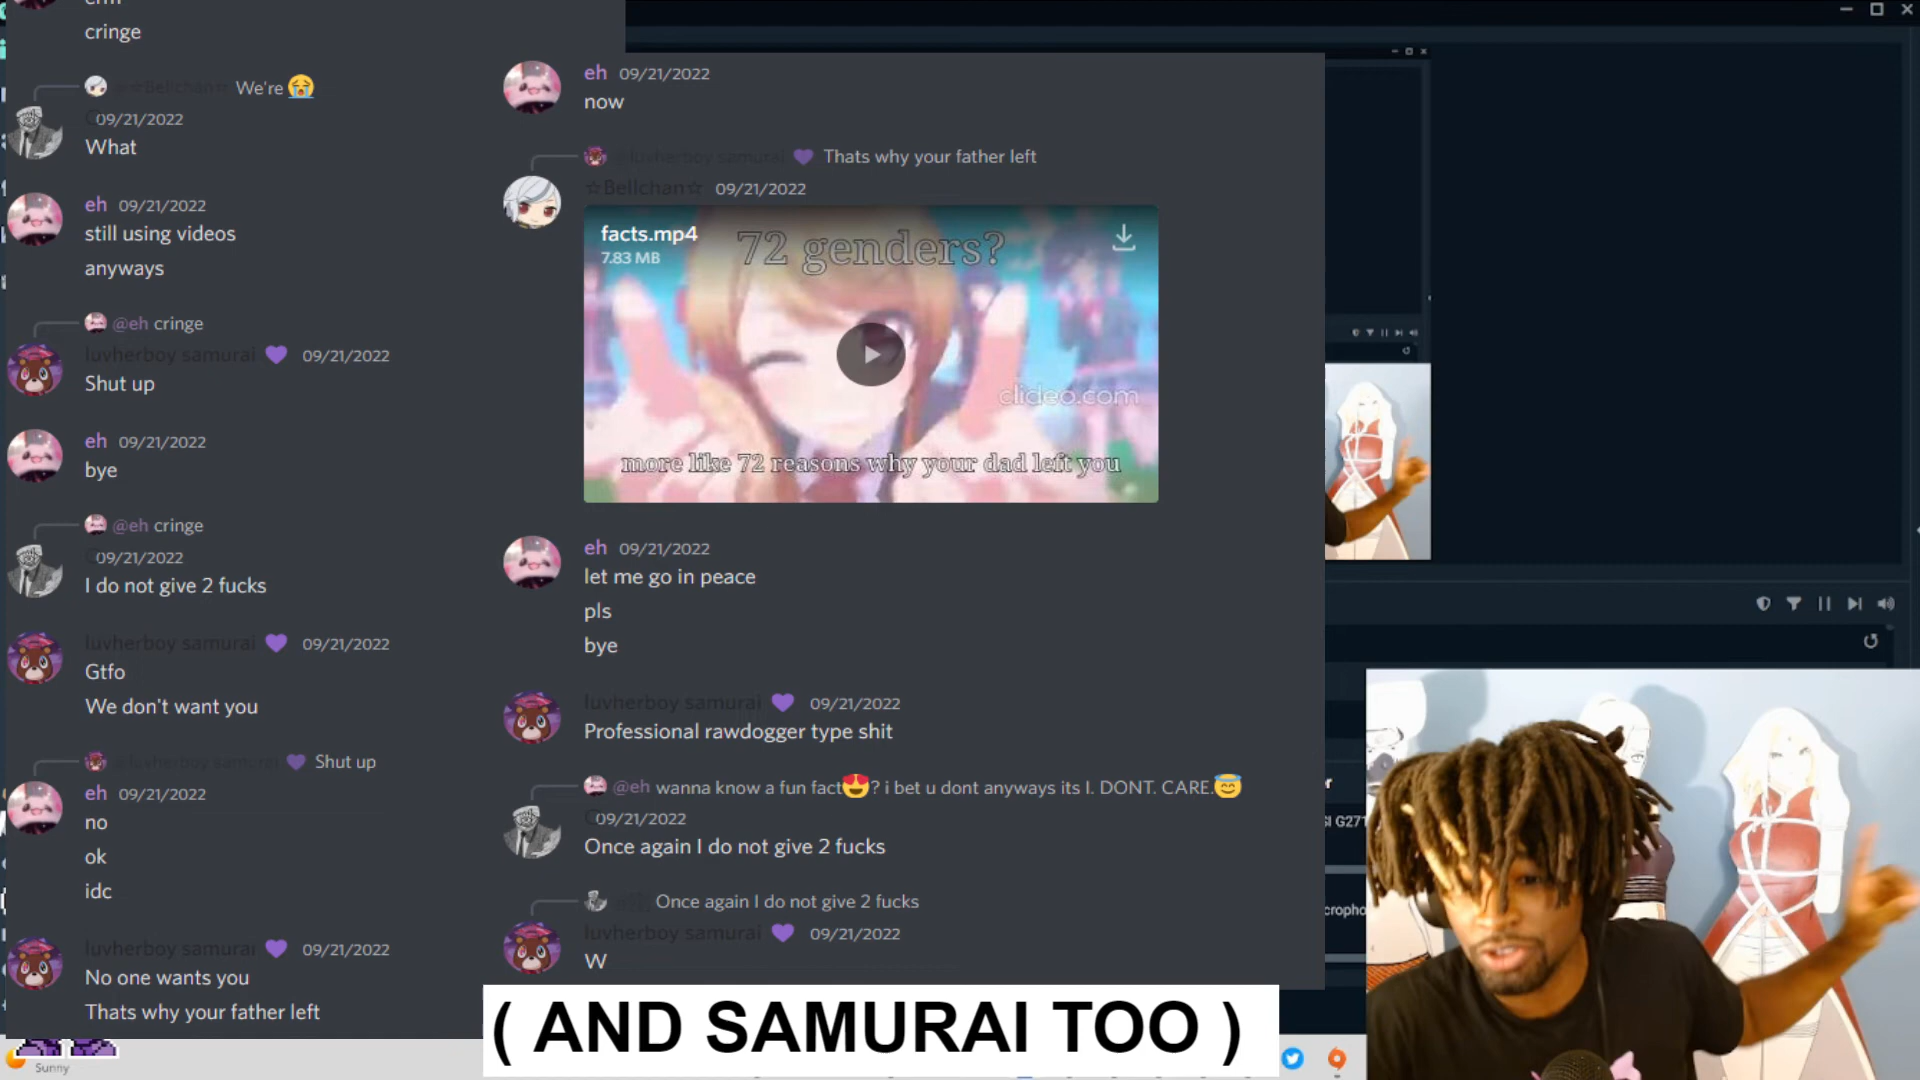 cringe
☆Bellchan☆ We're 😭
09/21/2022
What
eh 09/21/2022
still using videos
anyways
@eh cringe
luvherboy samurai 💜 09/21/2022
Shut up
eh 09/21/2022
bye
@eh cringe
09/21/2022
I do not give 2 fucks
luvherboy samurai 💜 09/21/2022
Gtfo
We don't want you
@luvherboy samurai 💜 Shut up
eh 09/21/2022
no
ok
idc
luvherboy samurai 💜 09/21/2022
No one wants you
Thats why your father left
eh 09/21/2022
now
@luvherboy samurai 💜 Thats why your father left
☆Bellchan☆ 09/21/2022
facts.mp4
7.83 MB
72 genders?
clideo.com
more like 72 reasons why your dad left you
eh 09/21/2022
let me go in peace
pls
bye
luvherboy samurai 💜 09/21/2022
Professional rawdogger type shit
@eh wanna know a fun fact😍? i bet u dont anyways its I. DONT. CARE.😇
09/21/2022
Once again I do not give 2 fucks
Once again I do not give 2 fucks
luvherboy samurai 💜 09/21/2022
W
( AND SAMURAI TOO )
Sunny